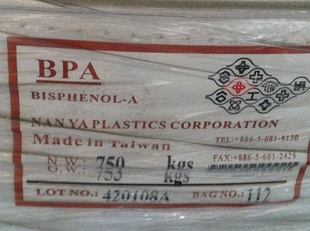 BPA
BISPHENOL-A
NAN YA PLASTICS CORPORATION
Made in Taiwan
TEL:+886-5-681-8130
FAX:+886-5-681-2426
N.W.: 750 kgs
G.W.: 753 kgs
LOT NO.: 420108A BAG NO.: 112